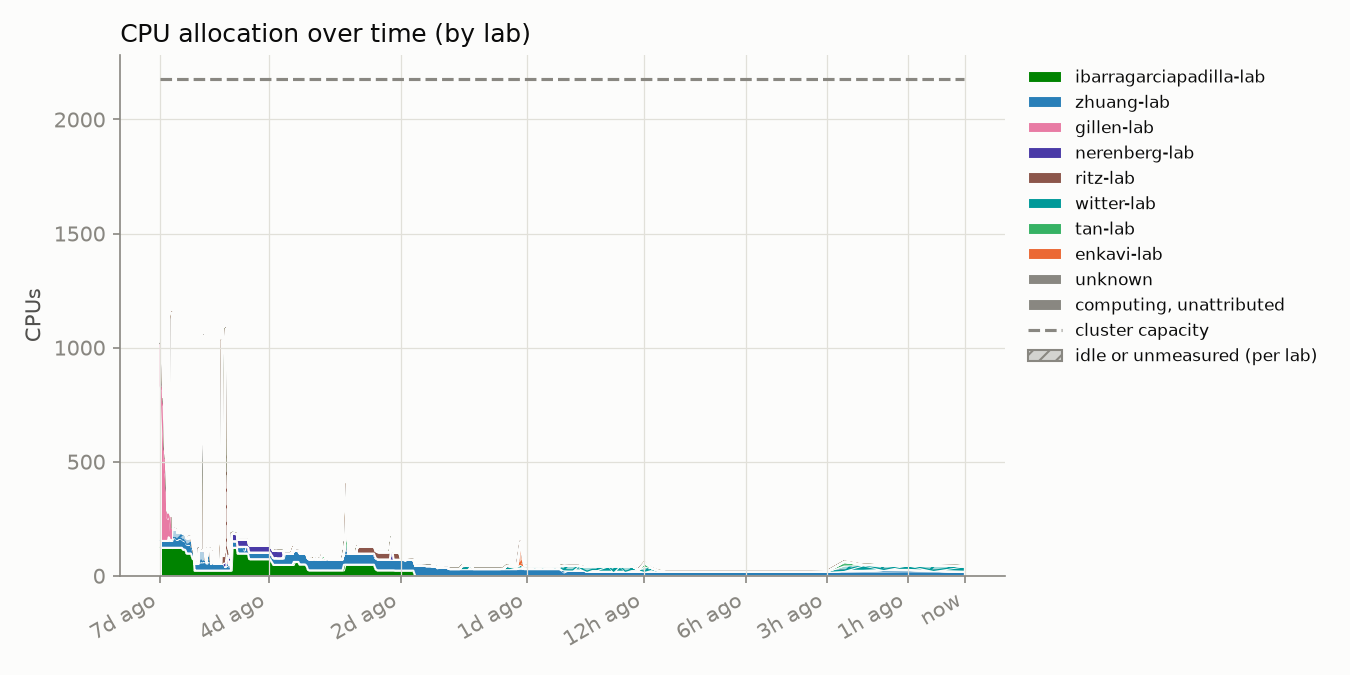 CPU allocation over time (by lab)
CPUs
2000
1500
1000
500
0
7d ago
4d ago
2d ago
1d ago
12h ago
6h ago
3h ago
1h ago
now
ibarragarciapadilla-lab
zhuang-lab
gillen-lab
nerenberg-lab
ritz-lab
witter-lab
tan-lab
enkavi-lab
unknown
computing, unattributed
cluster capacity
idle or unmeasured (per lab)